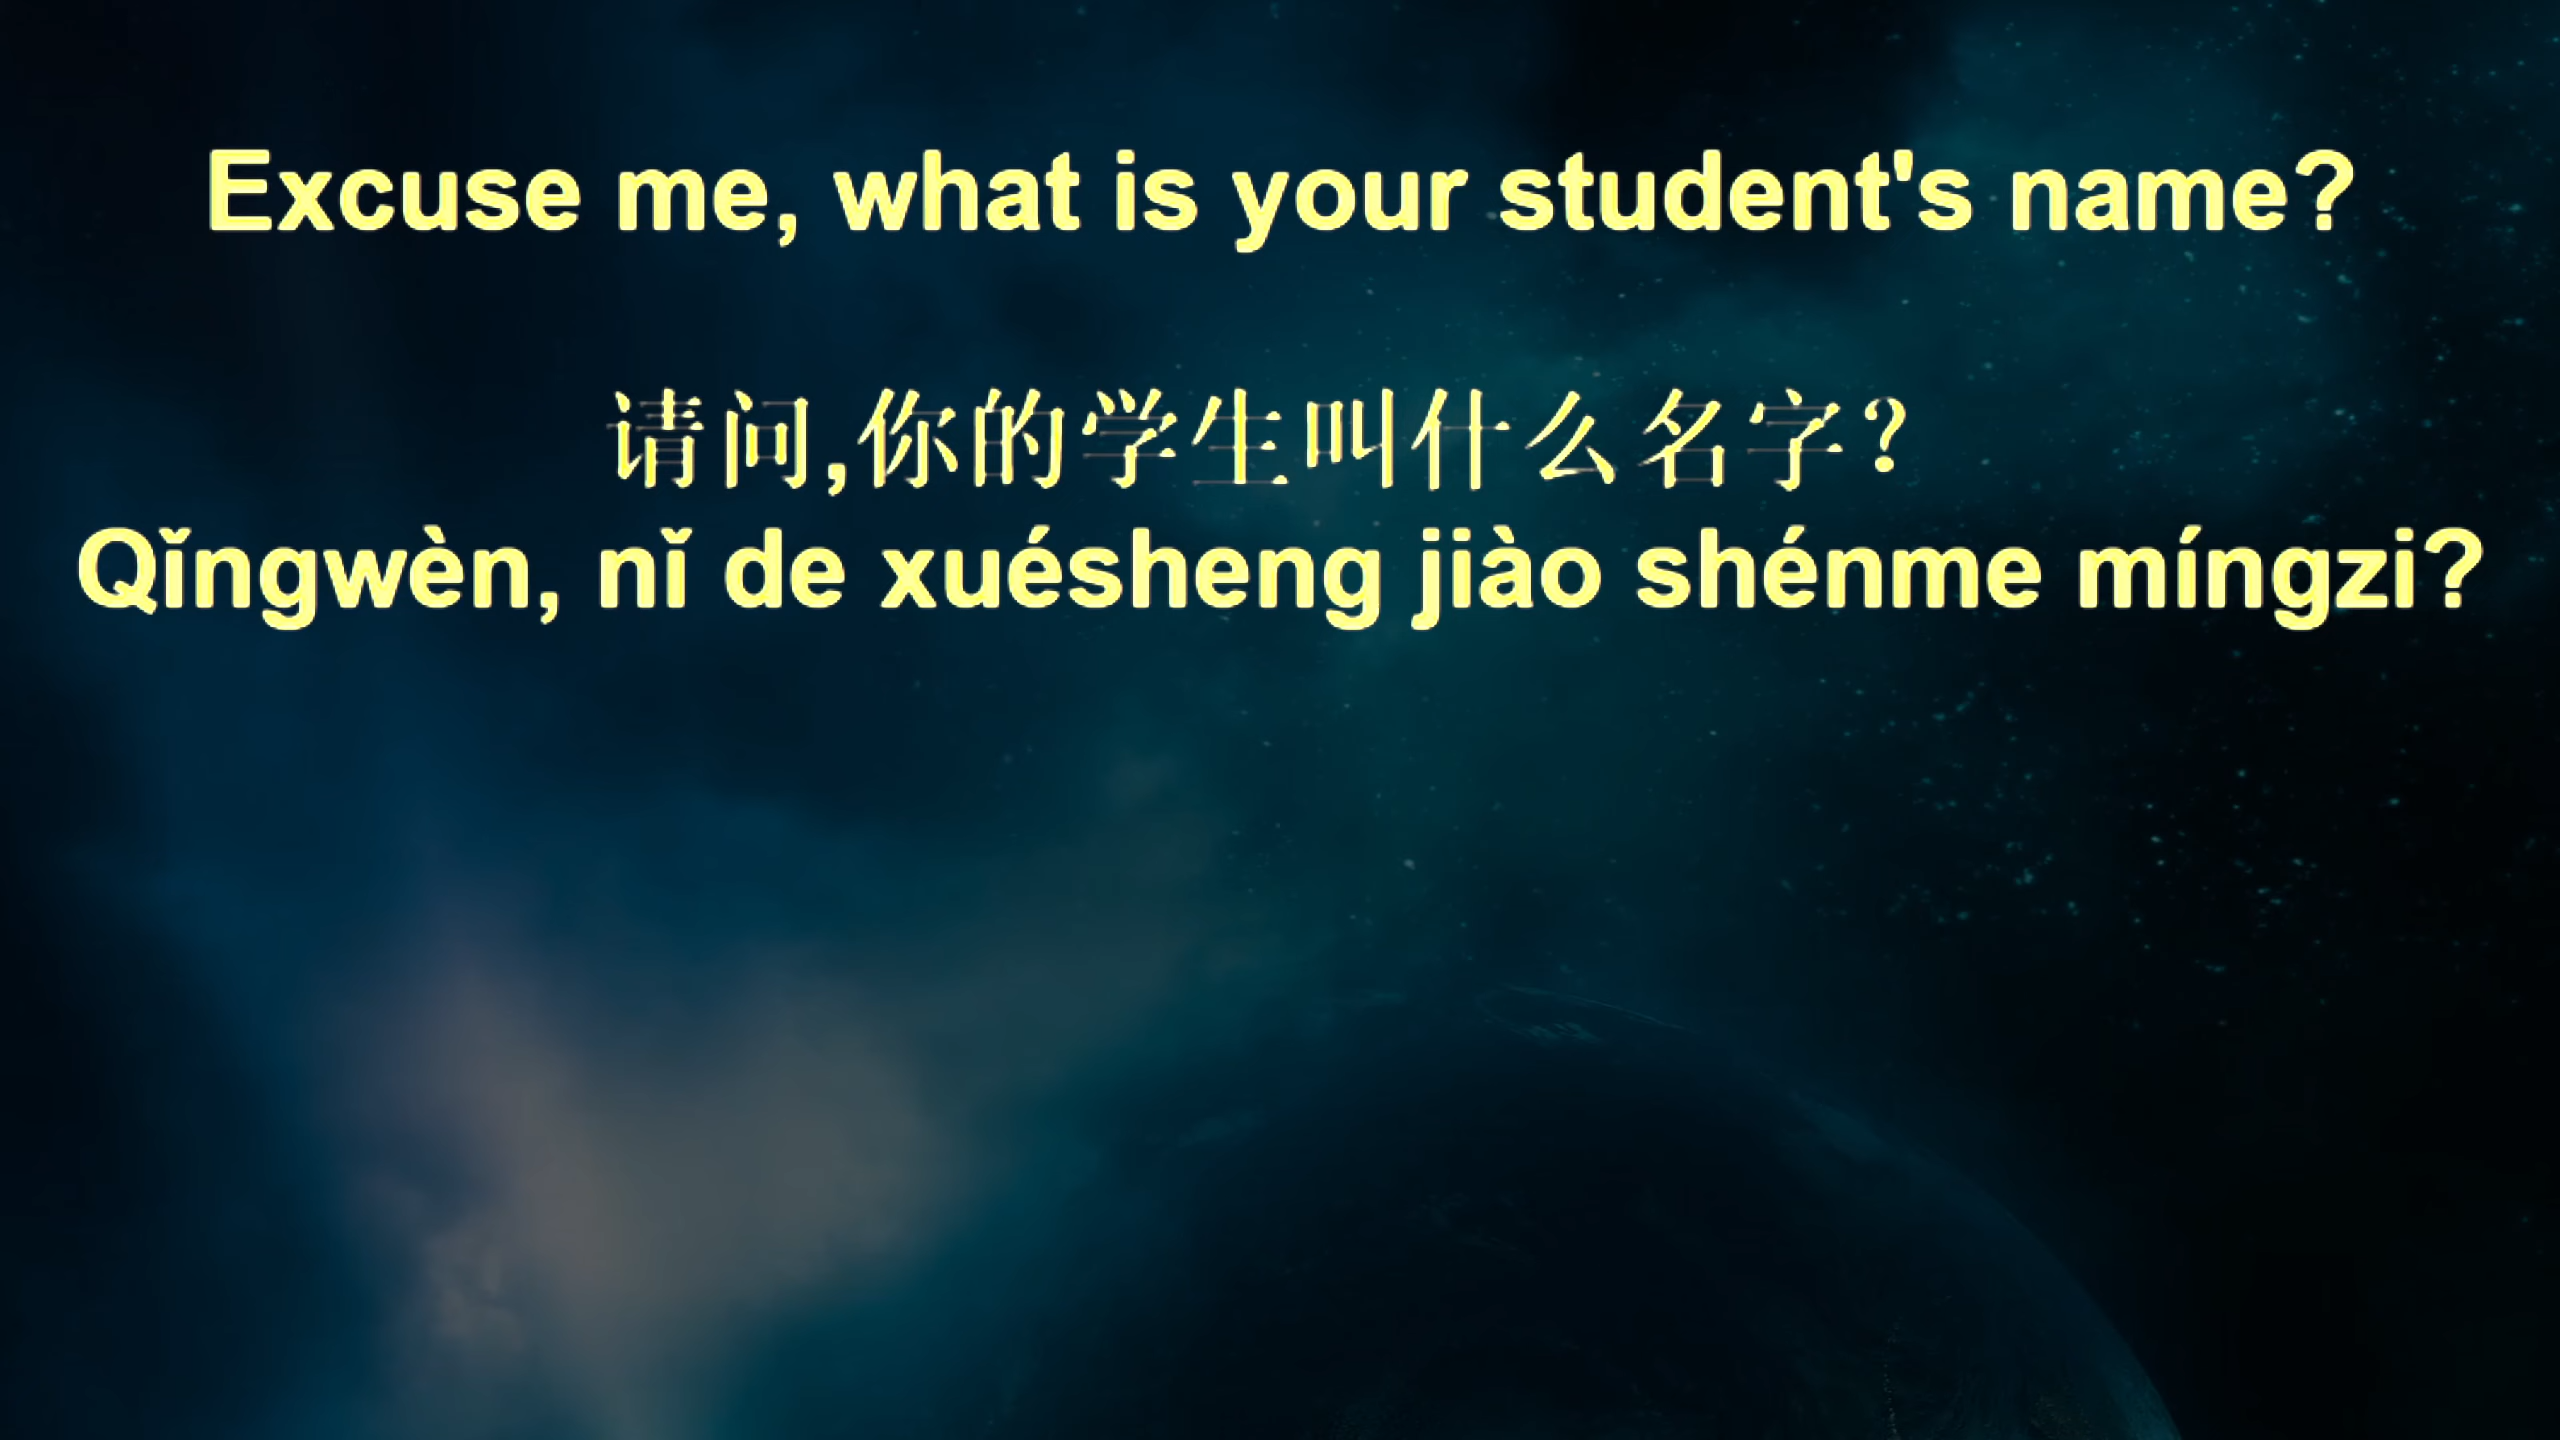 Excuse me, what is your student's name?
请问,你的学生叫什么名字?
Qǐngwèn, nǐ de xuésheng jiào shénme míngzi?